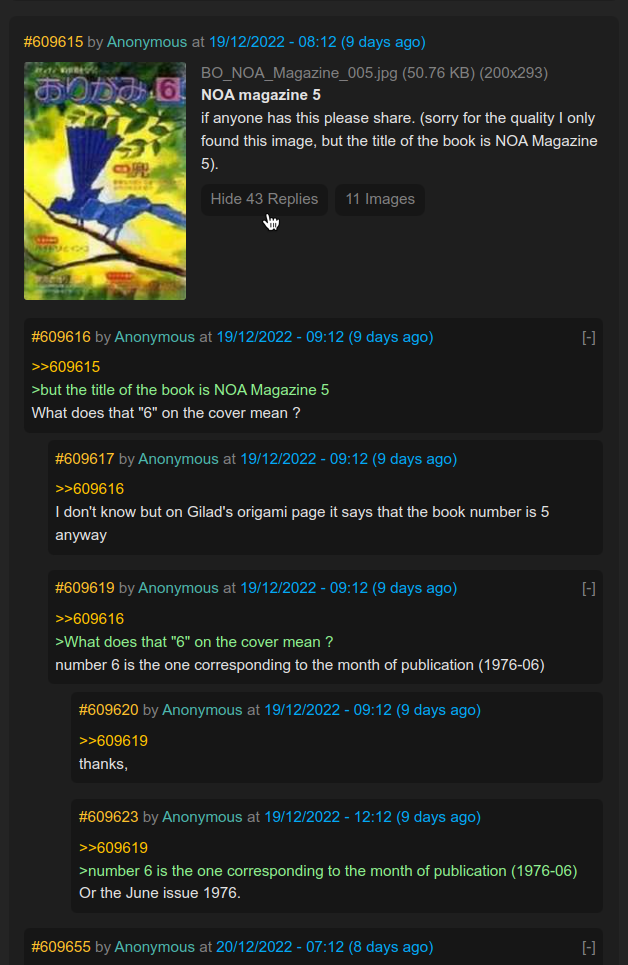 #609615 by Anonymous at 19/12/2022 - 08:12 (9 days ago)
おりがみ 6
兜
BO_NOA_Magazine_005.jpg (50.76 KB) (200x293)
NOA magazine 5
if anyone has this please share. (sorry for the quality I only
found this image, but the title of the book is NOA Magazine
5).
Hide 43 Replies 11 Images
#609616 by Anonymous at 19/12/2022 - 09:12 (9 days ago) [-]
>>609615
>but the title of the book is NOA Magazine 5
What does that "6" on the cover mean ?
#609617 by Anonymous at 19/12/2022 - 09:12 (9 days ago)
>>609616
I don't know but on Gilad's origami page it says that the book number is 5
anyway
#609619 by Anonymous at 19/12/2022 - 09:12 (9 days ago) [-]
>>609616
>What does that "6" on the cover mean ?
number 6 is the one corresponding to the month of publication (1976-06)
#609620 by Anonymous at 19/12/2022 - 09:12 (9 days ago)
>>609619
thanks,
#609623 by Anonymous at 19/12/2022 - 12:12 (9 days ago)
>>609619
>number 6 is the one corresponding to the month of publication (1976-06)
Or the June issue 1976.
#609655 by Anonymous at 20/12/2022 - 07:12 (8 days ago) [-]